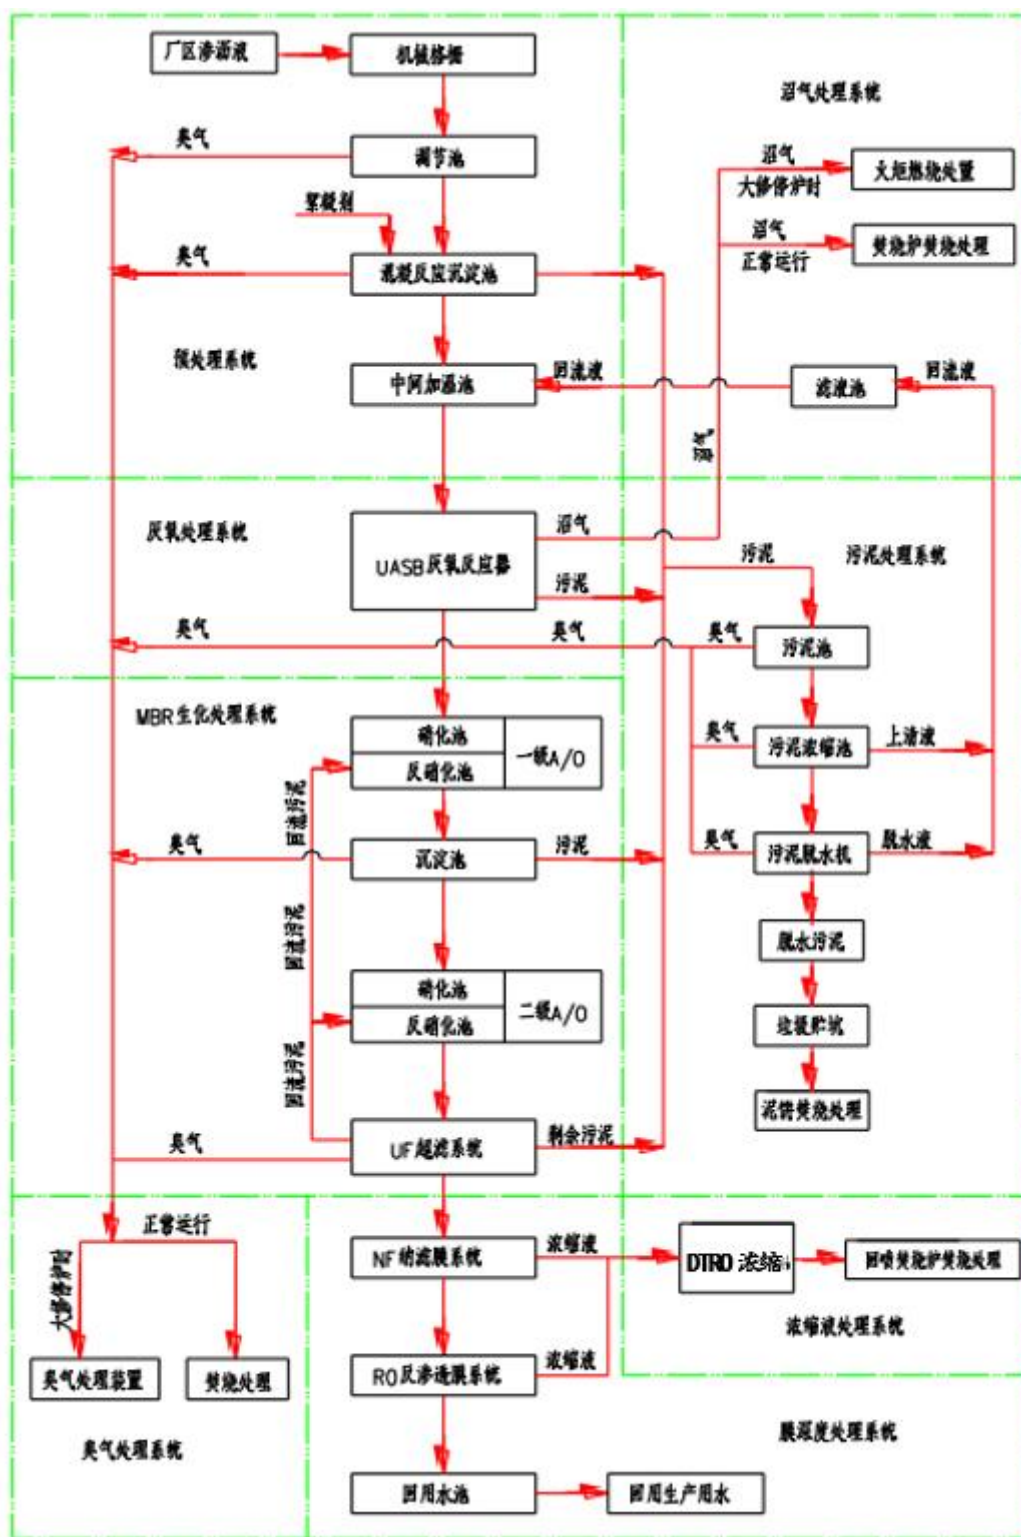 厂区渗沥液
机械格栅
沼气处理系统
臭气
调节池
沼气
大修停炉时
火炬燃烧处置
絮凝剂
沼气
正常运行
焚烧炉焚烧处理
臭气
混凝反应沉淀池
预处理系统
中间加温池
回流液
滤液池
回流液
沼气
厌氧处理系统
UASB厌氧反应器
沼气
污泥
污泥
污泥处理系统
臭气
臭气
臭气
污泥池
MBR生化处理系统
硝化池
反硝化池
一级A/O
臭气
污泥浓缩池
上清液
回流污泥
臭气
沉淀池
污泥
臭气
污泥脱水机
脱水液
回流污泥
脱水污泥
硝化池
反硝化池
二级A/O
垃圾贮坑
回流污泥
泥饼焚烧处理
臭气
UF超滤系统
剩余污泥
正常运行
大修停炉时
NF纳滤膜系统
浓缩液
DTRO 浓缩
回喷焚烧炉焚烧处理
浓缩液处理系统
臭气处理装置
焚烧处理
RO反渗透膜系统
浓缩液
臭气处理系统
膜深度处理系统
回用水池
回用生产用水